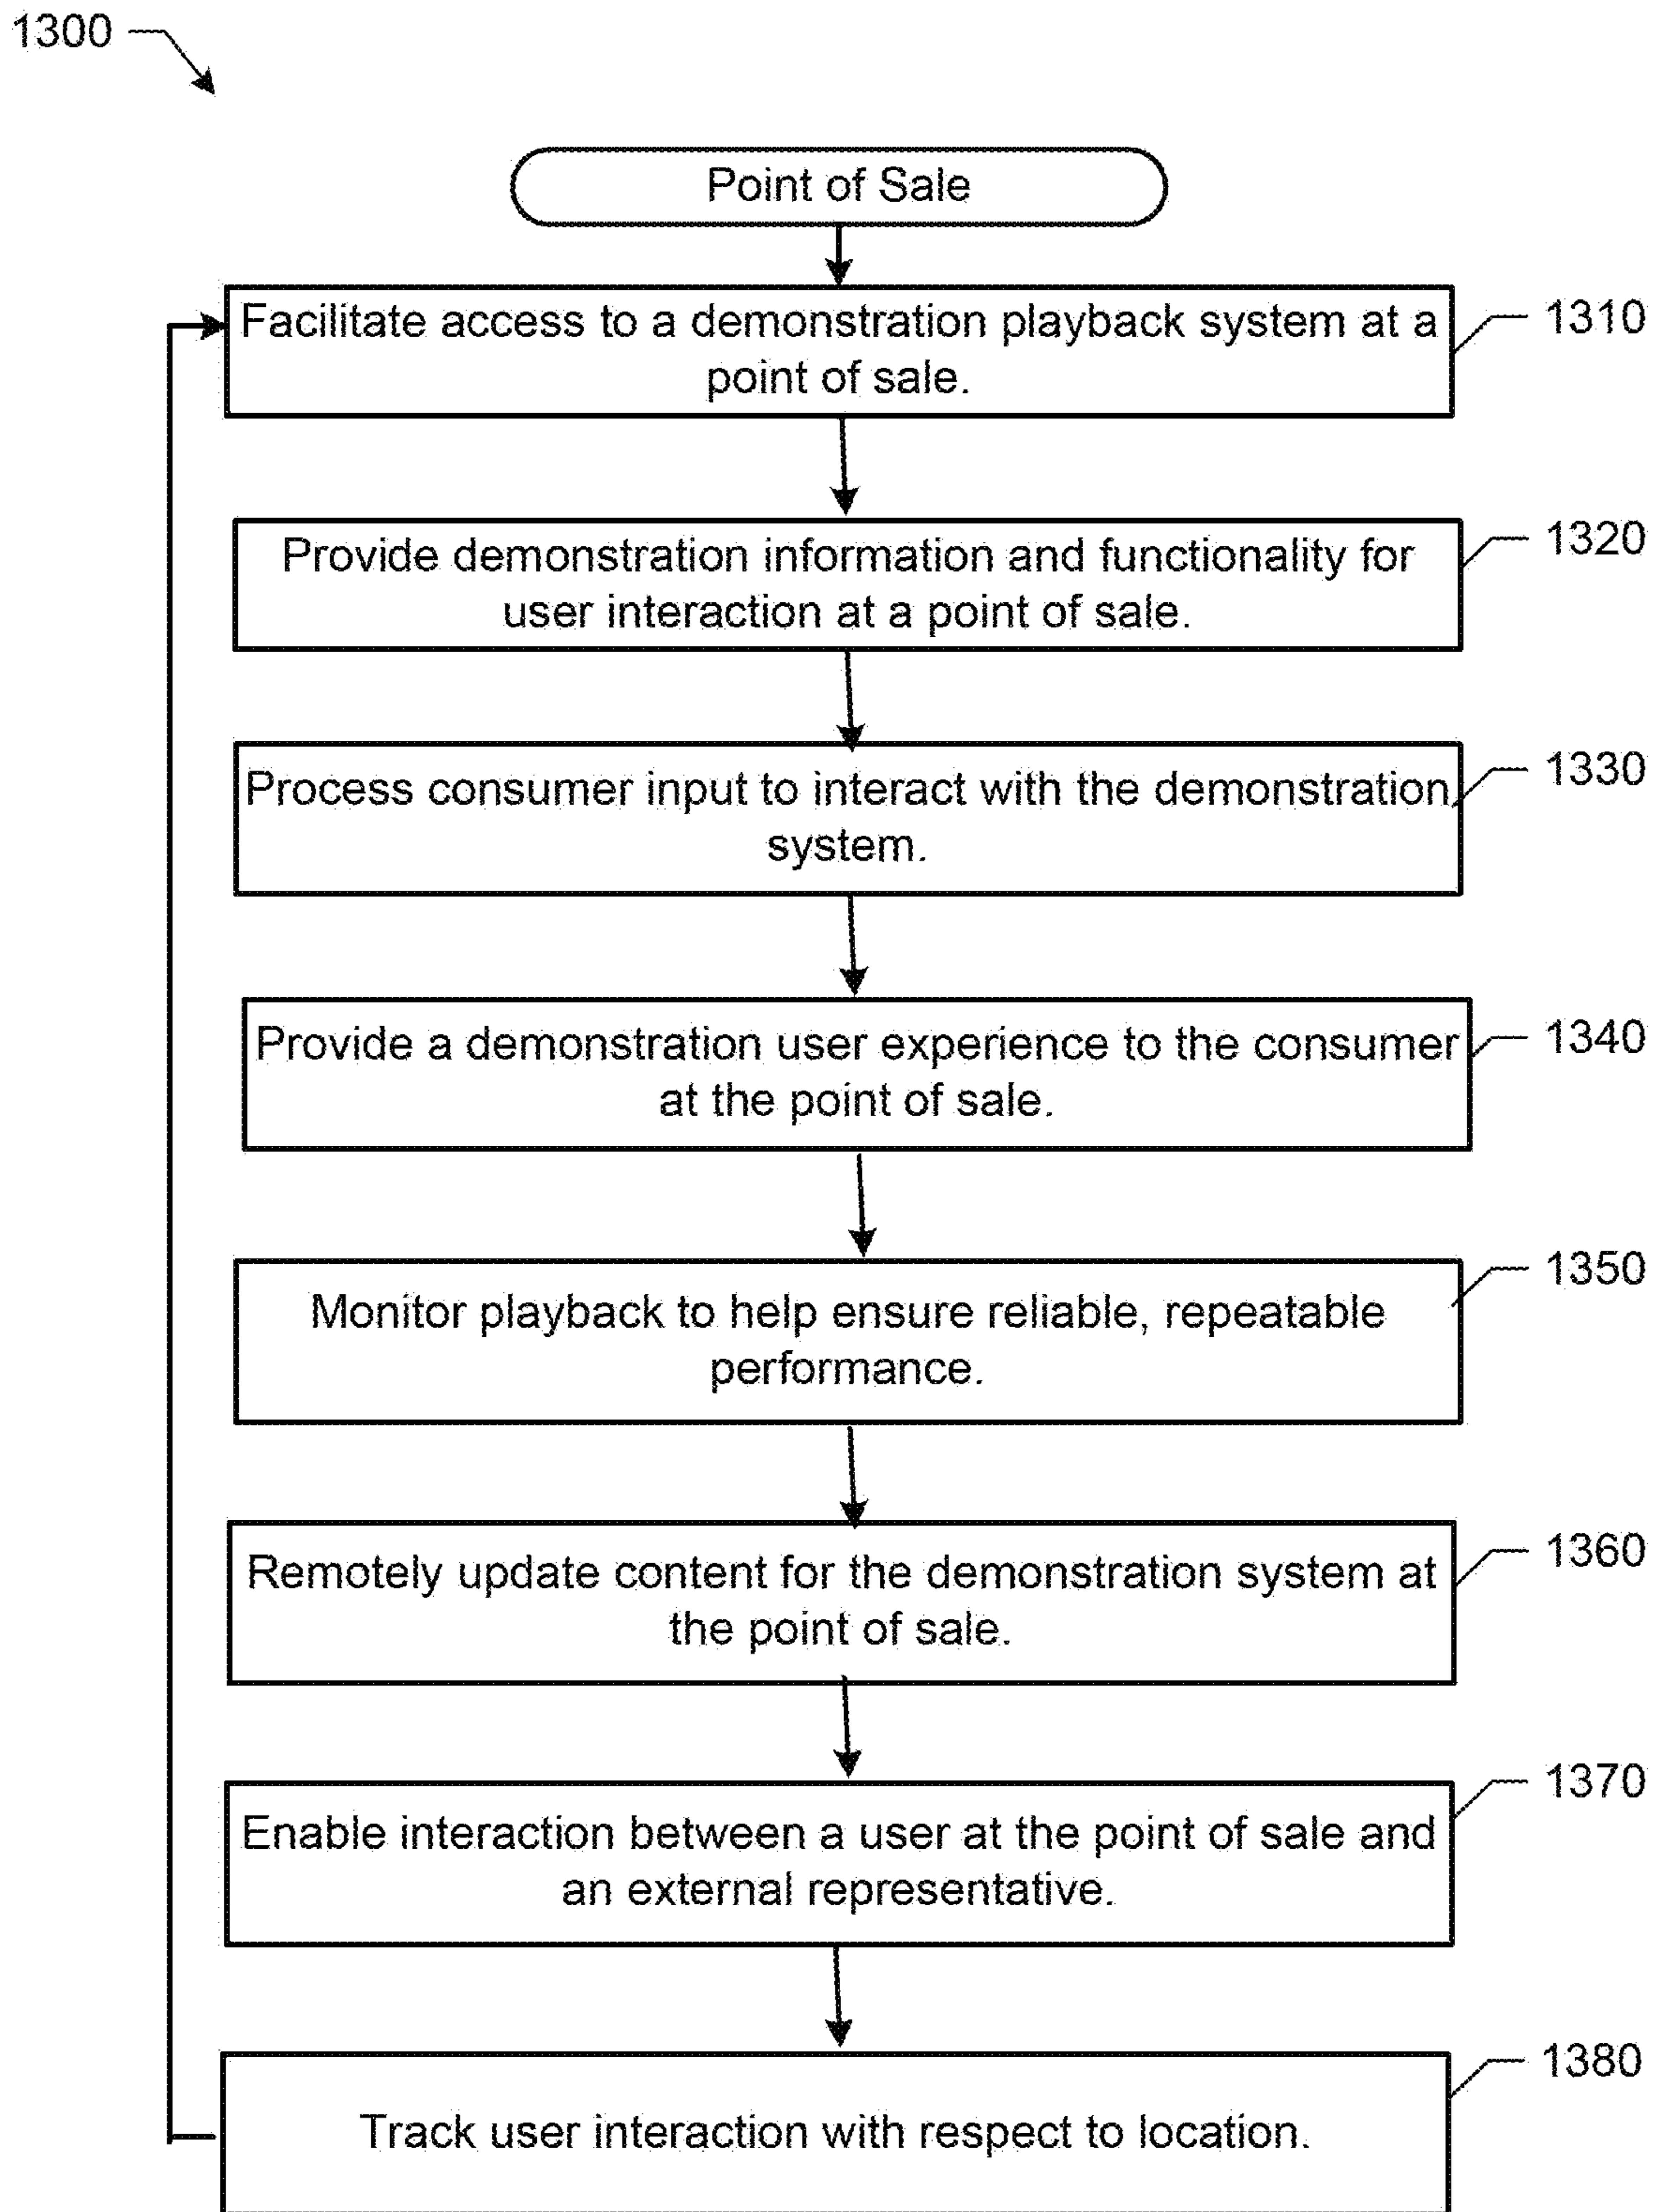 1300
Point of Sale
Facilitate access to a demonstration playback system at a
point of sale.
1310
Provide demonstration information and functionality for
user interaction at a point of sale.
1320
Process consumer input to interact with the demonstration
system.
1330
Provide a demonstration user experience to the consumer
at the point of sale.
1340
Monitor playback to help ensure reliable, repeatable
performance.
1350
Remotely update content for the demonstration system at
the point of sale.
1360
Enable interaction between a user at the point of sale and
an external representative.
1370
Track user interaction with respect to location.
1380